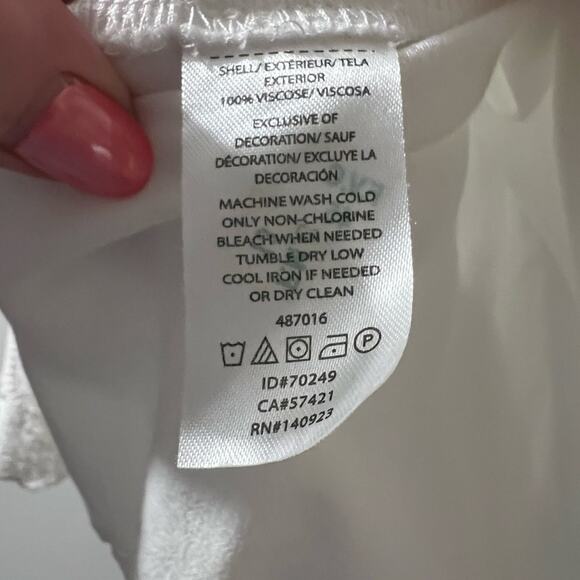 SHELL/ EXTÉRIEUR/ TELA
EXTERIOR
100% VISCOSE/ VISCOSA
EXCLUSIVE OF
DECORATION/ SAUF
DÉCORATION/ EXCLUYE LA
DECORACIÓN
MACHINE WASH COLD
ONLY NON-CHLORINE
BLEACH WHEN NEEDED
TUMBLE DRY LOW
COOL IRON IF NEEDED
OR DRY CLEAN
487016
P
ID#70249
CA#57421
RN#140923